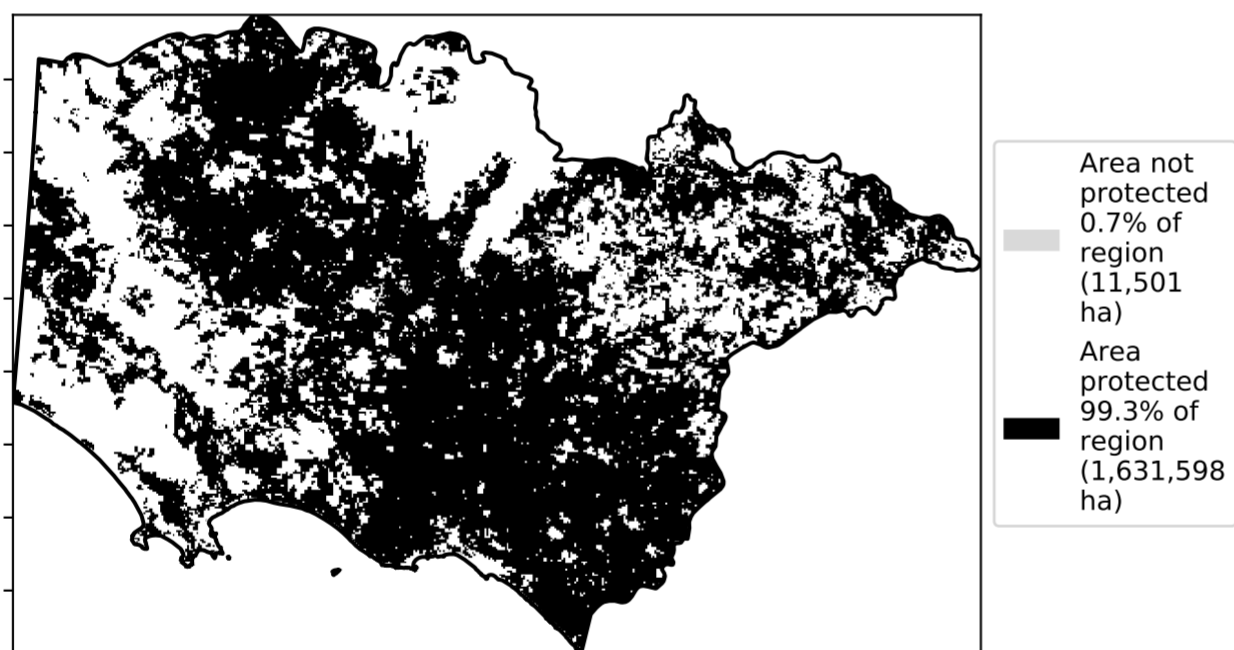 Area not
protected
0.7% of
region
(11,501
ha)
Area
protected
99.3% of
region
(1,631,598
ha)